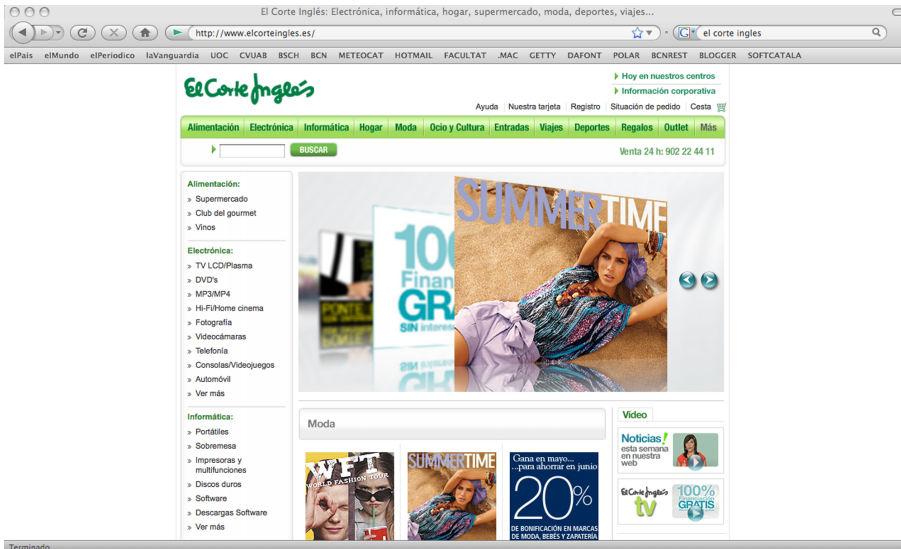 El Corte Inglés: Electrónica, informática, hogar, supermercado, moda, deportes, viajes...
http://www.elcorteingles.es/
el corte ingles
elPais elMundo elPeriodico laVanguardia UOC CVUAB BSCH BCN METEOCAT HOTMAIL FACULTAT .MAC GETTY DAFONT POLAR BCNREST BLOGGER SOFTCATALA
El Corte Inglés
Hoy en nuestros centros
Información corporativa
Ayuda Nuestra tarjeta Registro Situación de pedido Cesta
Alimentación Electrónica Informática Hogar Moda Ocio y Cultura Entradas Viajes Deportes Regalos Outlet Más
BUSCAR
Venta 24 h: 902 22 44 11
Alimentación:
» Supermercado
» Club del gourmet
» Vinos
Electrónica:
» TV LCD/Plasma
» DVD's
» MP3/MP4
» Hi-Fi/Home cinema
» Fotografía
» Videocámaras
» Telefonía
» Consolas/Videojuegos
» Automóvil
» Ver más
Informática:
» Portátiles
» Sobremesa
» Impresoras y
multifunciones
» Discos duros
» Software
» Descargas Software
» Ver más
SUMMERTIME
100
Finan
GRA
SIN interes
Moda
WFT
WORLD FASHION TOUR
SUMMERTIME
Gana en mayo...
...para ahorrar en junio
20%
DE BONIFICACIÓN EN MARCAS
DE MODA, BEBÉS Y ZAPATERÍA
Vídeo
Noticias!
esta semana
en nuestra
web
El Corte Inglés
tv
100%
Financiación
GRATIS
Terminado